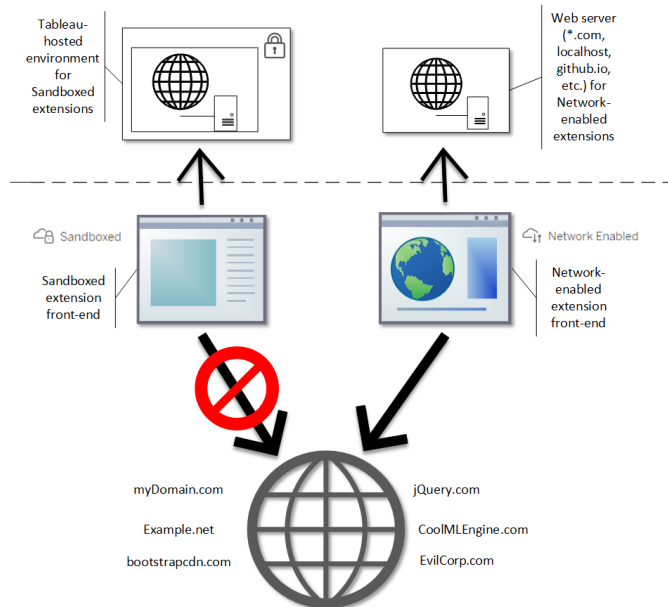 Tableau-
hosted
environment
for
Sandboxed
extensions
Web server
(*.com,
localhost,
github.io,
etc.) for
Network-
enabled
extensions
Sandboxed
Network Enabled
Sandboxed
extension
front-end
Network-
enabled
extension
front-end
myDomain.com
jQuery.com
Example.net
CoolMLEngine.com
bootstrapcdn.com
EvilCorp.com